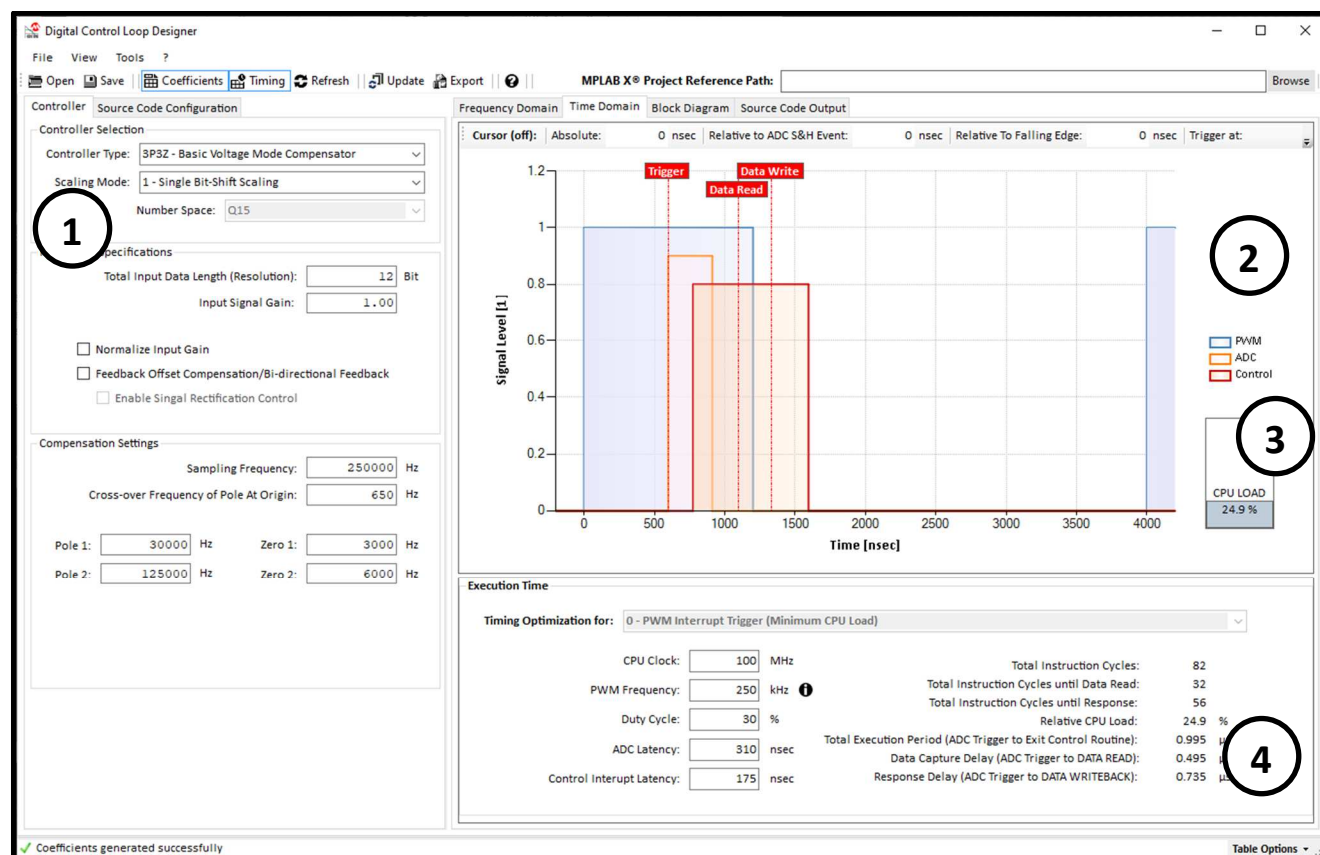 Digital Control Loop Designer
File View Tools ?
Open Save Coefficients Timing Refresh Update Export MPLAB X® Project Reference Path: Browse
Controller Source Code Configuration
Controller Selection
Controller Type: 3P3Z - Basic Voltage Mode Compensator
Scaling Mode: 1 - Single Bit-Shift Scaling
Number Space: Q15
1
Specifications
Total Input Data Length (Resolution): 12 Bit
Input Signal Gain: 1.00
Normalize Input Gain
Feedback Offset Compensation/Bi-directional Feedback
Enable Singal Rectification Control
Compensation Settings
Sampling Frequency: 250000 Hz
Cross-over Frequency of Pole At Origin: 650 Hz
Pole 1: 30000 Hz Zero 1: 3000 Hz
Pole 2: 125000 Hz Zero 2: 6000 Hz
Frequency Domain Time Domain Block Diagram Source Code Output
Cursor (off): Absolute: 0 nsec Relative to ADC S&H Event: 0 nsec Relative To Falling Edge: 0 nsec Trigger at:
Trigger Data Write
Data Read
Signal Level [1]
1.2
1
0.8
0.6
0.4
0.2
0
0 500 1000 1500 2000 2500 3000 3500 4000
Time [nsec]
2
PWM
ADC
Control
3
CPU LOAD
24.9 %
Execution Time
Timing Optimization for: 0 - PWM Interrupt Trigger (Minimum CPU Load)
CPU Clock: 100 MHz
PWM Frequency: 250 kHz
Duty Cycle: 30 %
ADC Latency: 310 nsec
Control Interupt Latency: 175 nsec
Total Instruction Cycles: 82
Total Instruction Cycles until Data Read: 32
Total Instruction Cycles until Response: 56
Relative CPU Load: 24.9 %
Total Execution Period (ADC Trigger to Exit Control Routine): 0.995
Data Capture Delay (ADC Trigger to DATA READ): 0.495
Response Delay (ADC Trigger to DATA WRITEBACK): 0.735
4
Coefficients generated successfully
Table Options